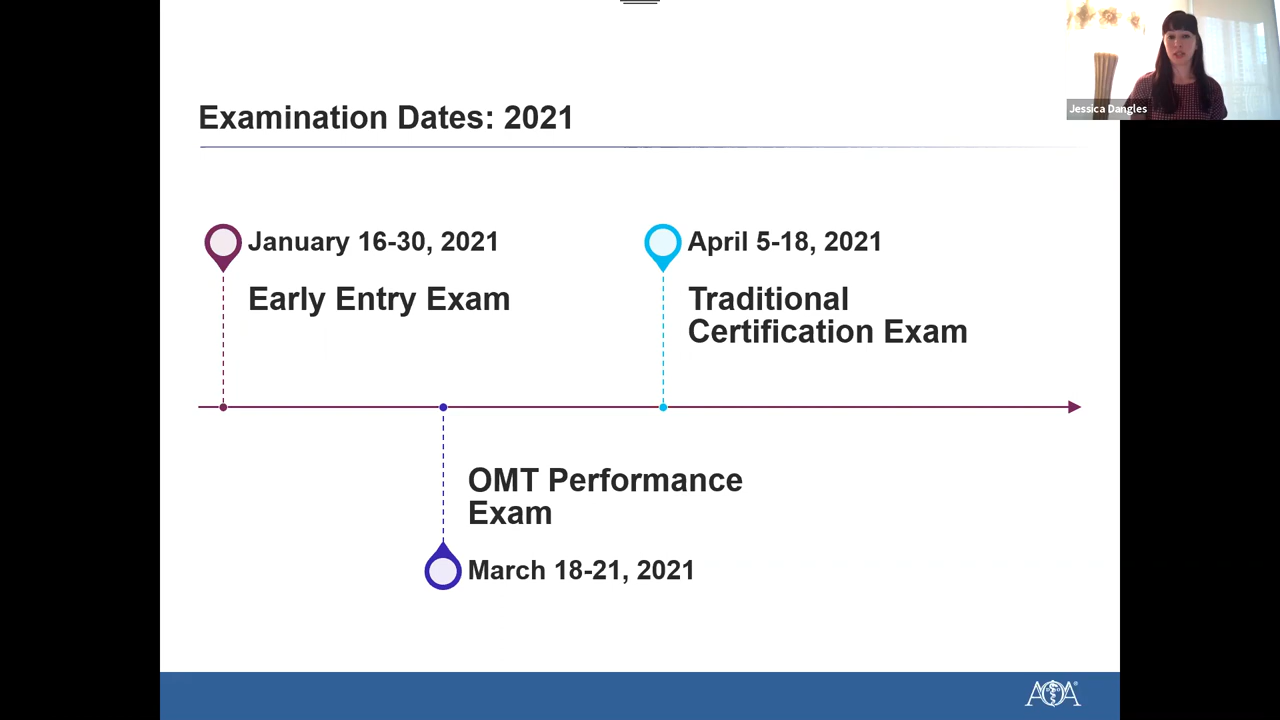 Jessica Dangles
Examination Dates: 2021
January 16-30, 2021
Early Entry Exam
April 5-18, 2021
Traditional
Certification Exam
OMT Performance
Exam
March 18-21, 2021
AOA